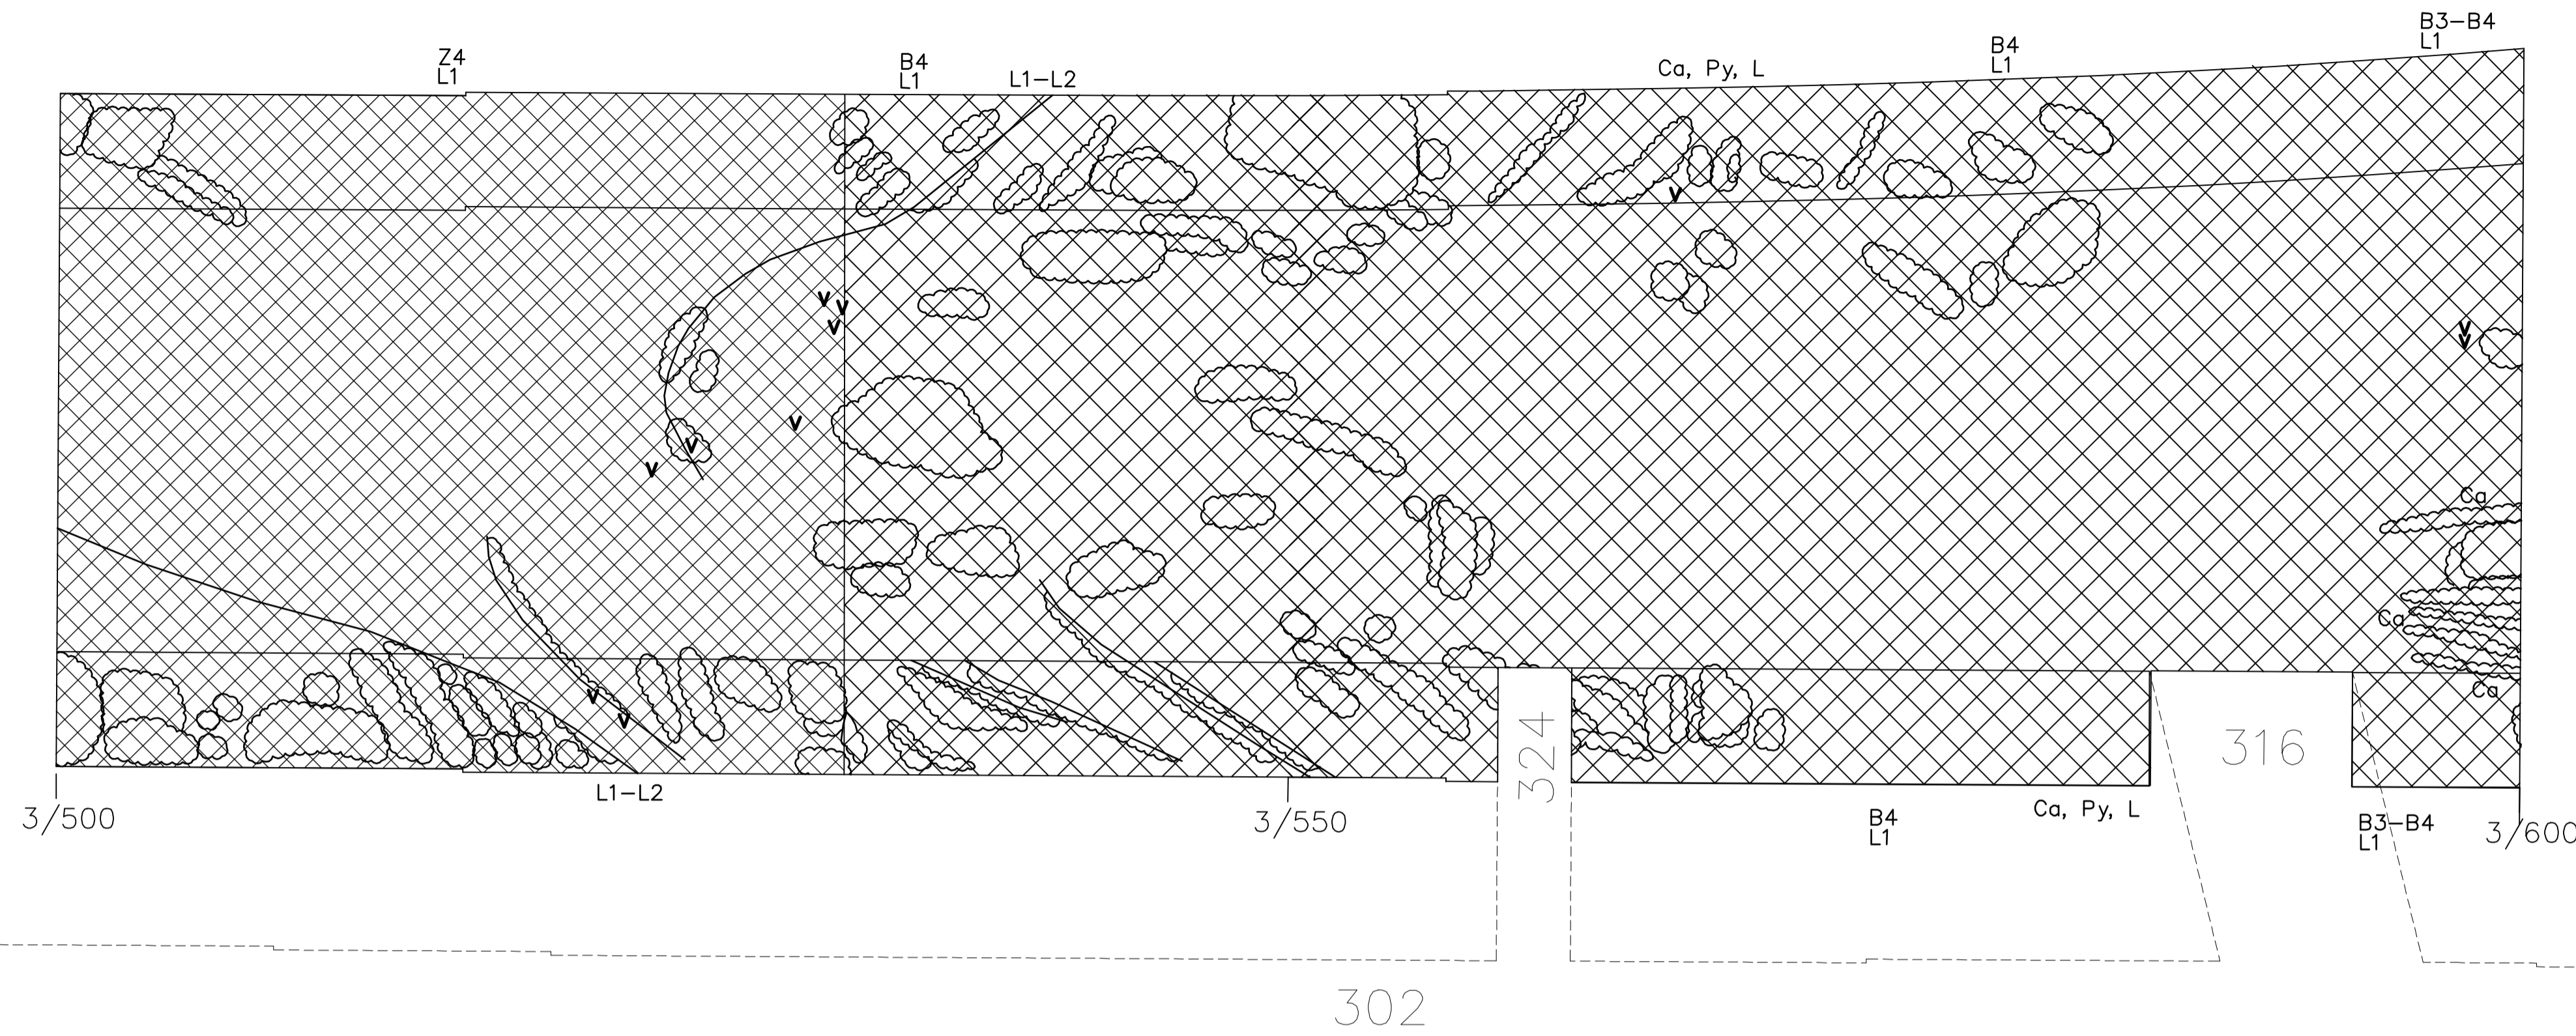 B3-B4
L1
B4
L1
Z4
L1
B4
L1
L1-L2
Ca, Py, L
V
V
V
V
V
V
V
V
V
V
V
V
Ca
Ca
Ca
L1-L2
3/500
3/550
324
B4
L1
Ca, Py, L
316
B3-B4
L1
3/600
302